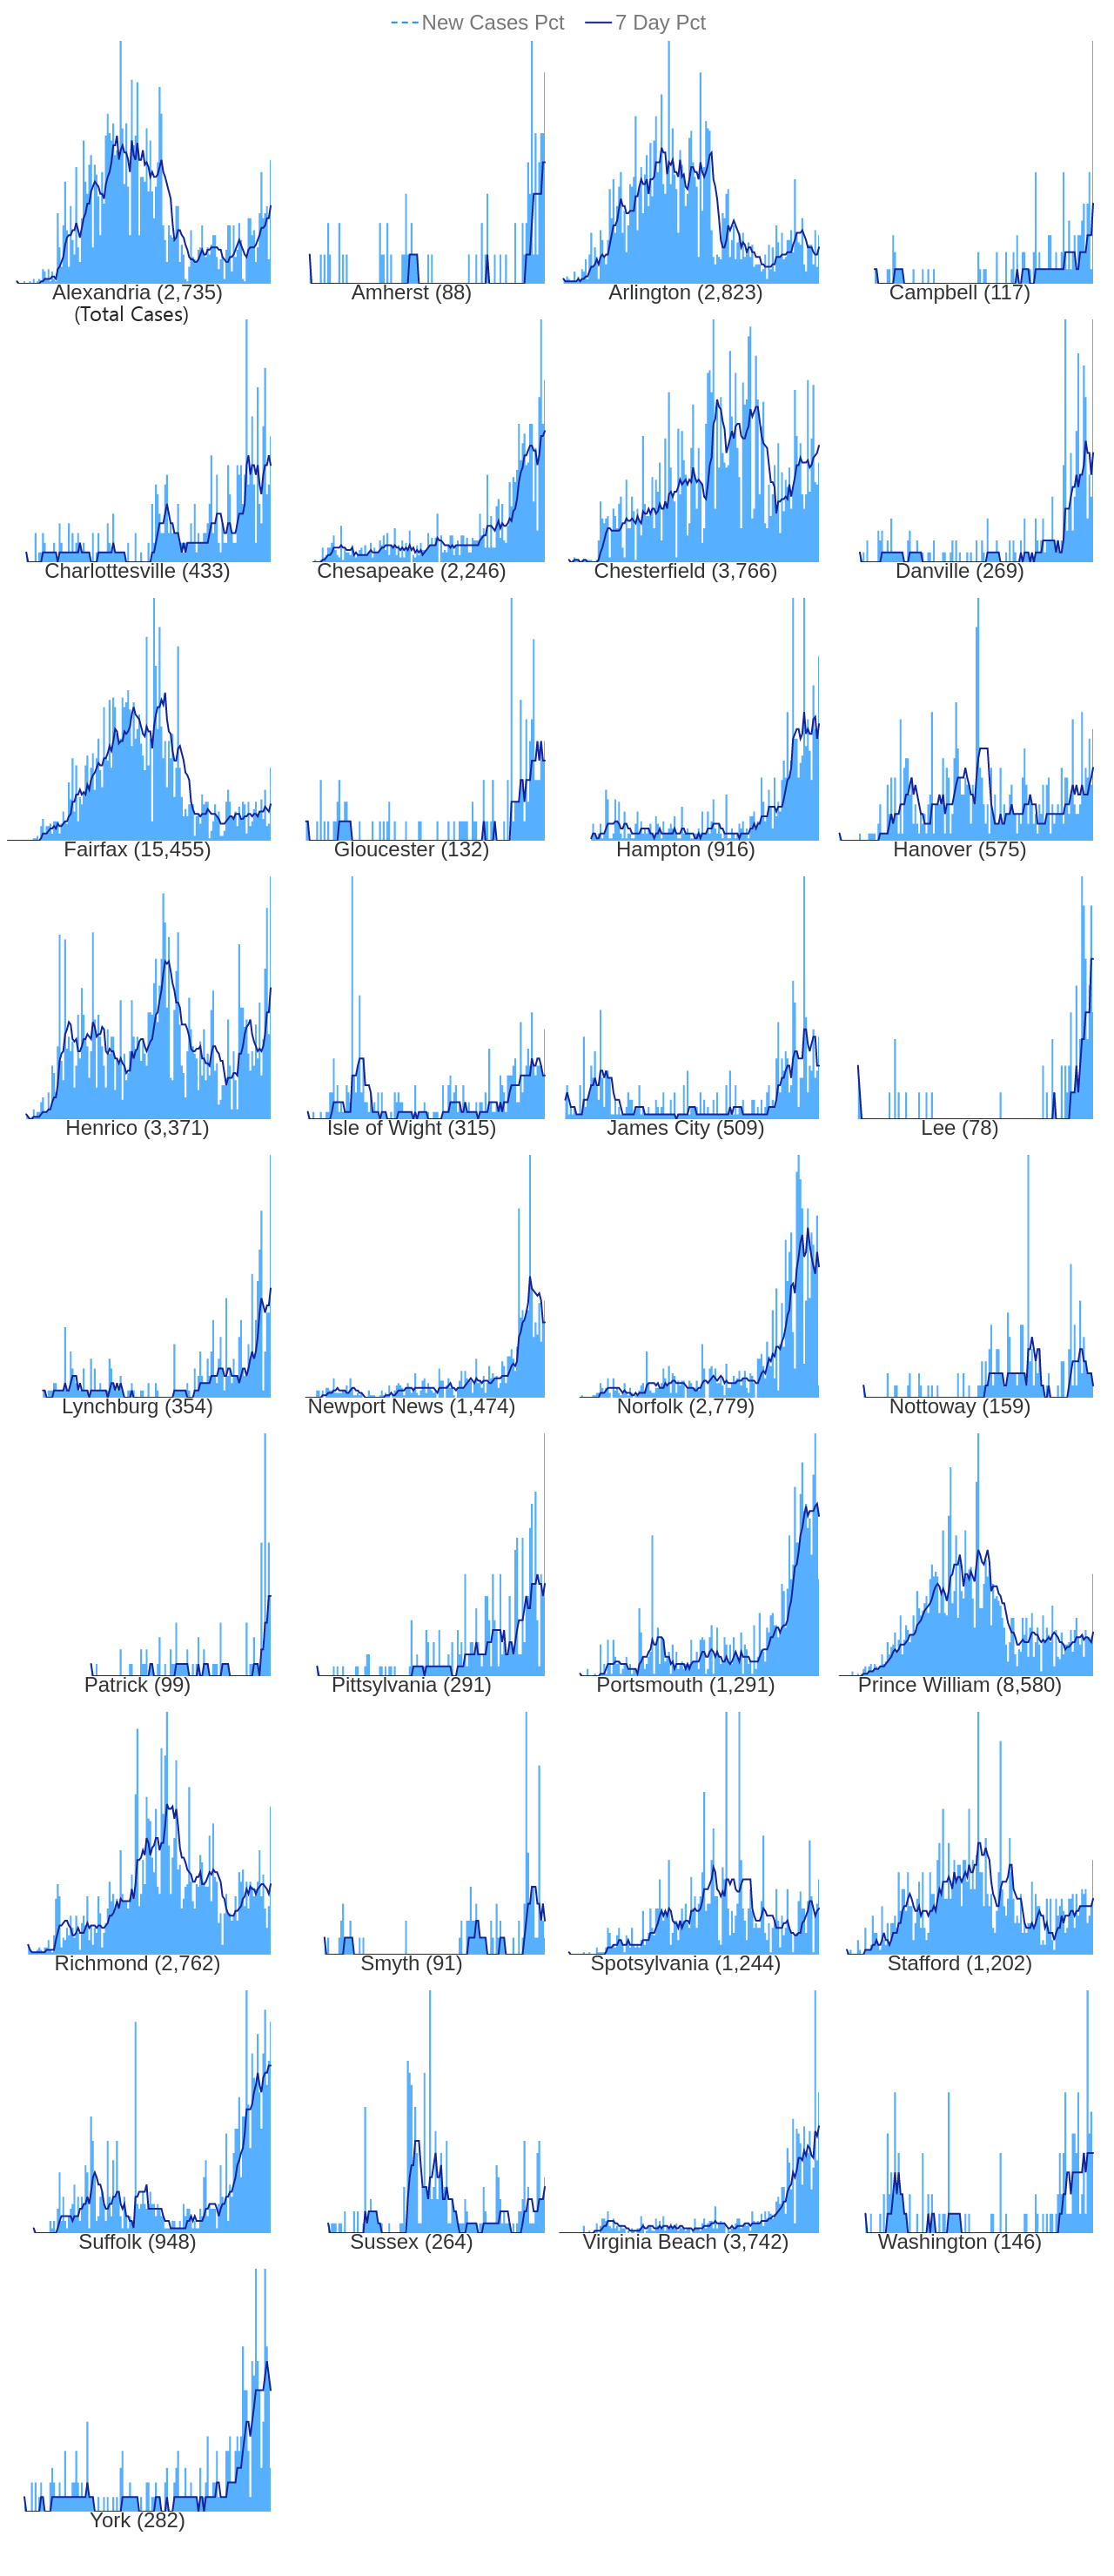 New Cases Pct 7 Day Pct
Alexandria (2,735) Amherst (88) Arlington (2,823) Campbell (117)
(Total Cases)
Charlottesville (433) Chesapeake (2,246) Chesterfield (3,766) Danville (269)
Fairfax (15,455) Gloucester (132) Hampton (916) Hanover (575)
Henrico (3,371) Isle of Wight (315) James City (509) Lee (78)
Lynchburg (354) Newport News (1,474) Norfolk (2,779) Nottoway (159)
Patrick (99) Pittsylvania (291) Portsmouth (1,291) Prince William (8,580)
Richmond (2,762) Smyth (91) Spotsylvania (1,244) Stafford (1,202)
Suffolk (948) Sussex (264) Virginia Beach (3,742) Washington (146)
York (282)